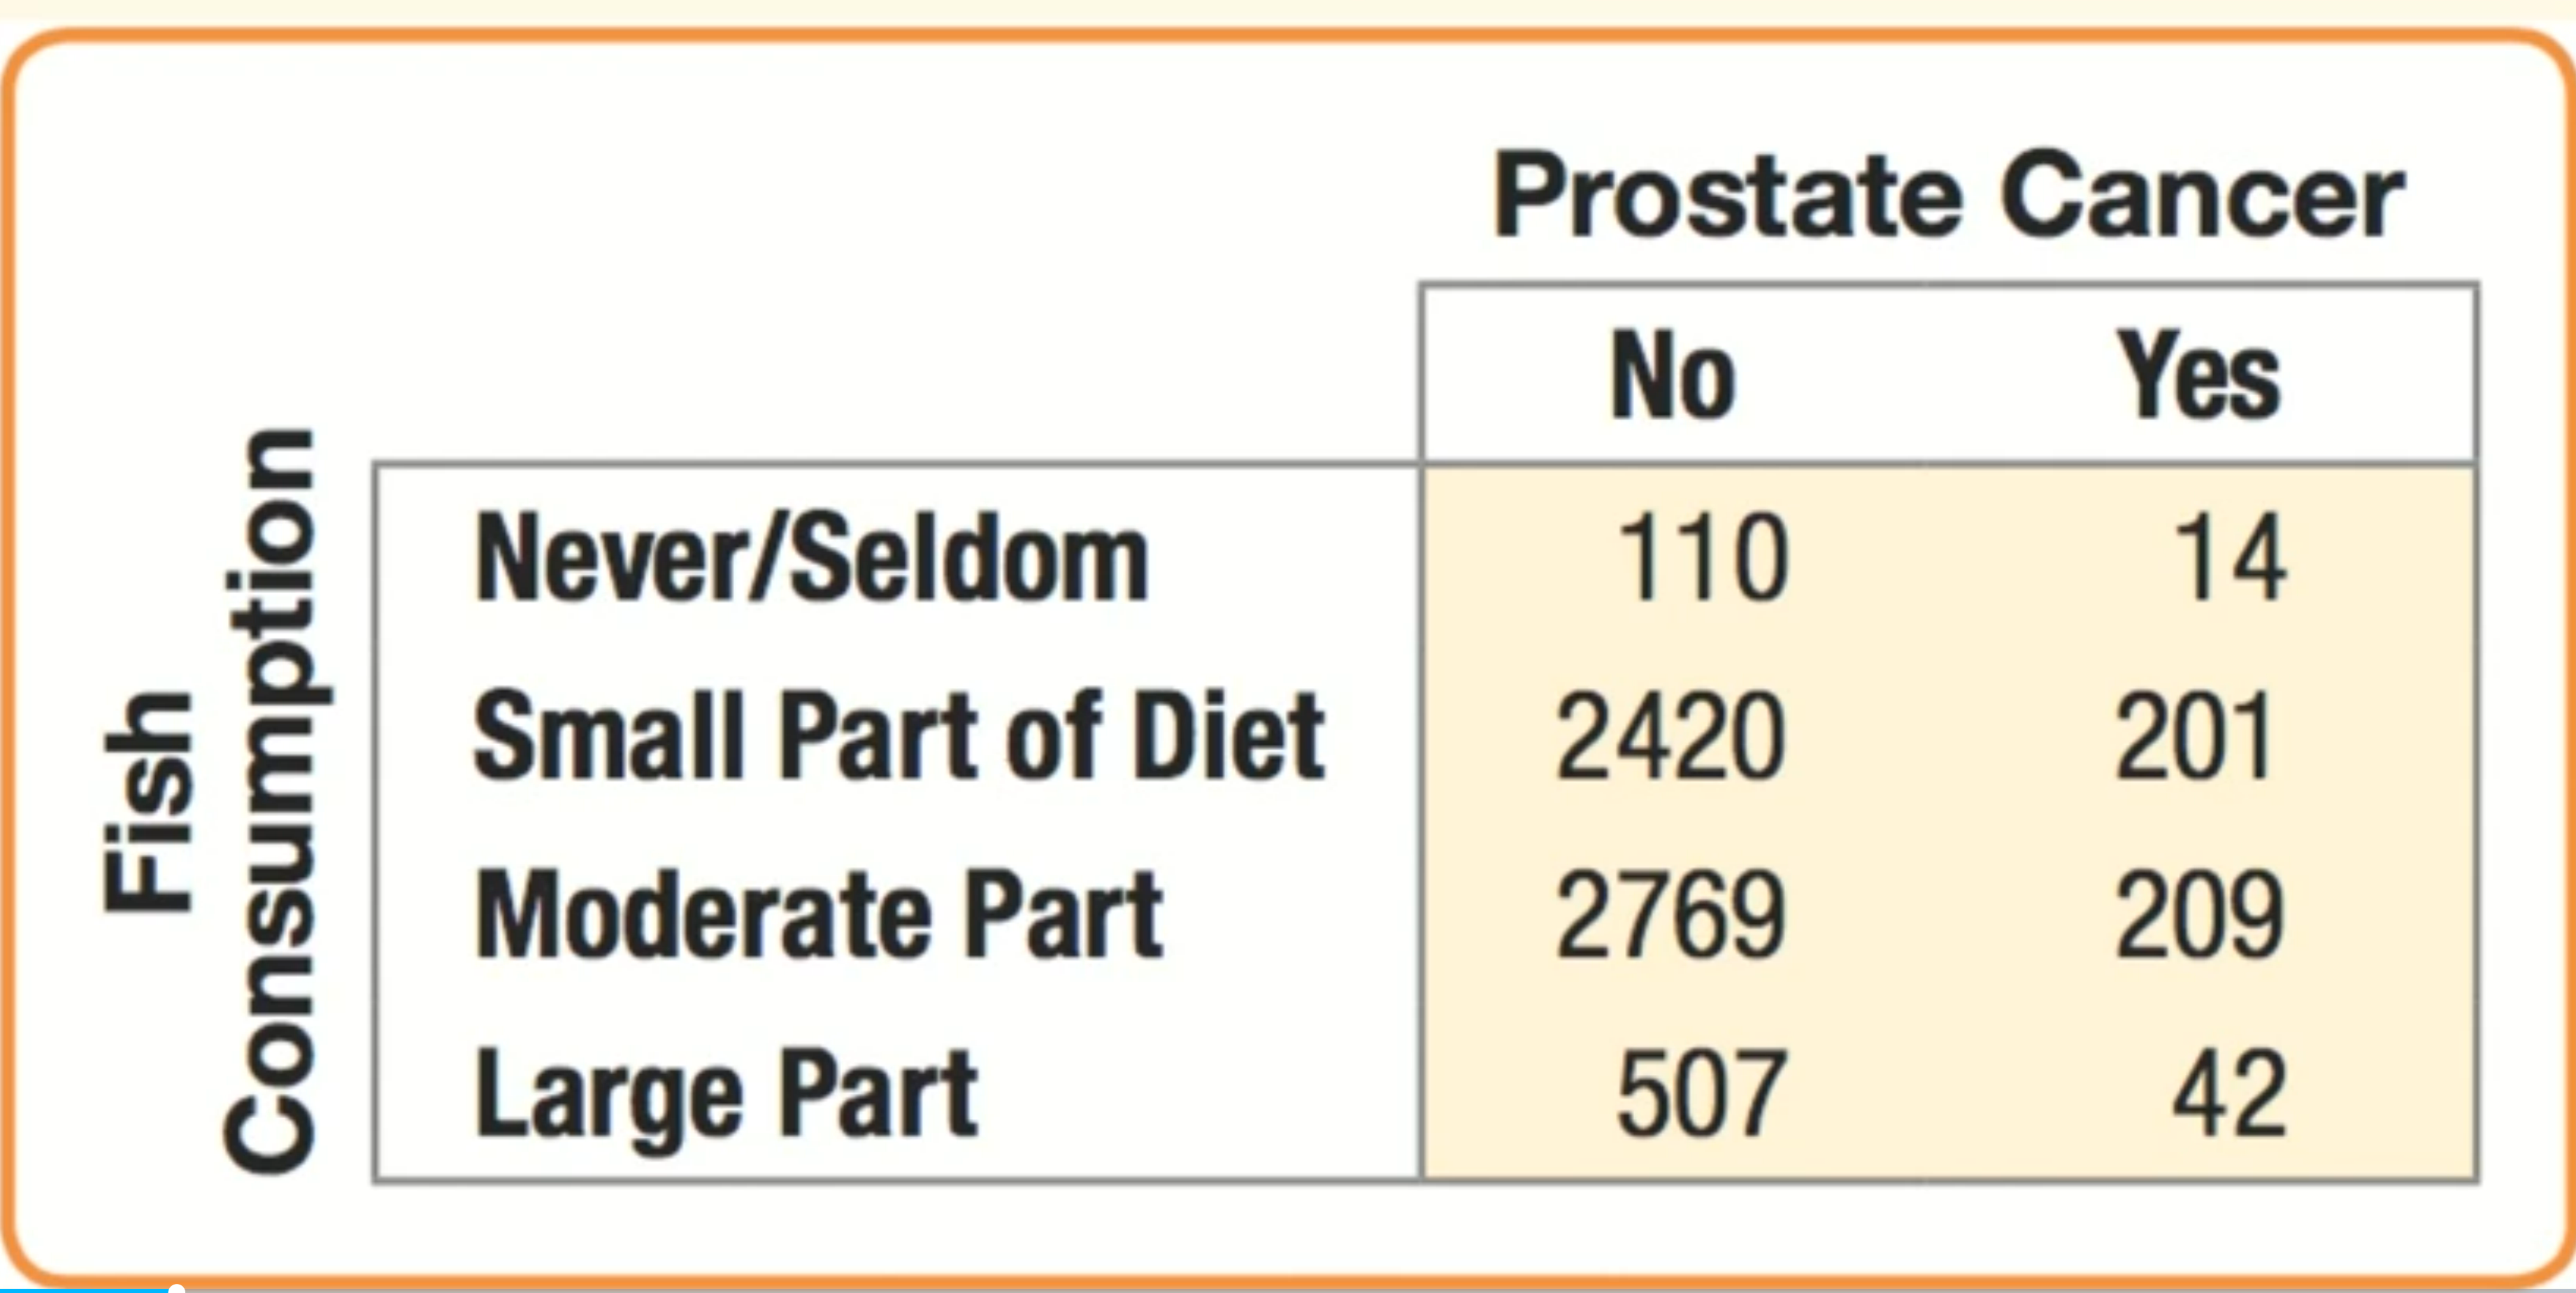 Prostate Cancer
No Yes
Fish
Consumption
Never/Seldom 110 14
Small Part of Diet 2420 201
Moderate Part 2769 209
Large Part 507 42